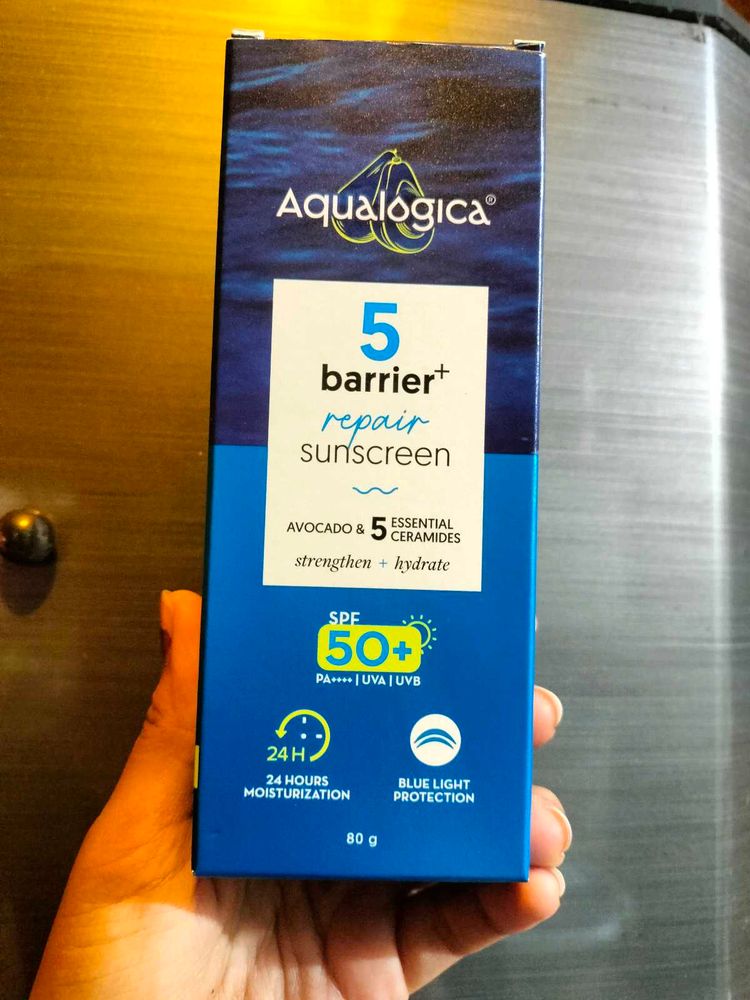 Aqualogica®
5
barrier+
repair
sunscreen
AVOCADO & 5 ESSENTIAL
CERAMIDES
strengthen + hydrate
SPF
50+
PA++++ | UVA | UVB
24H
24 HOURS
MOISTURIZATION
BLUE LIGHT
PROTECTION
80 g